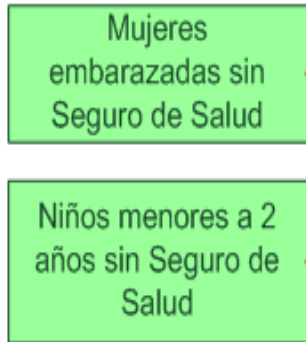 Mujeres
embarazadas sin
Seguro de Salud
Niños menores a 2
años sin Seguro de
Salud